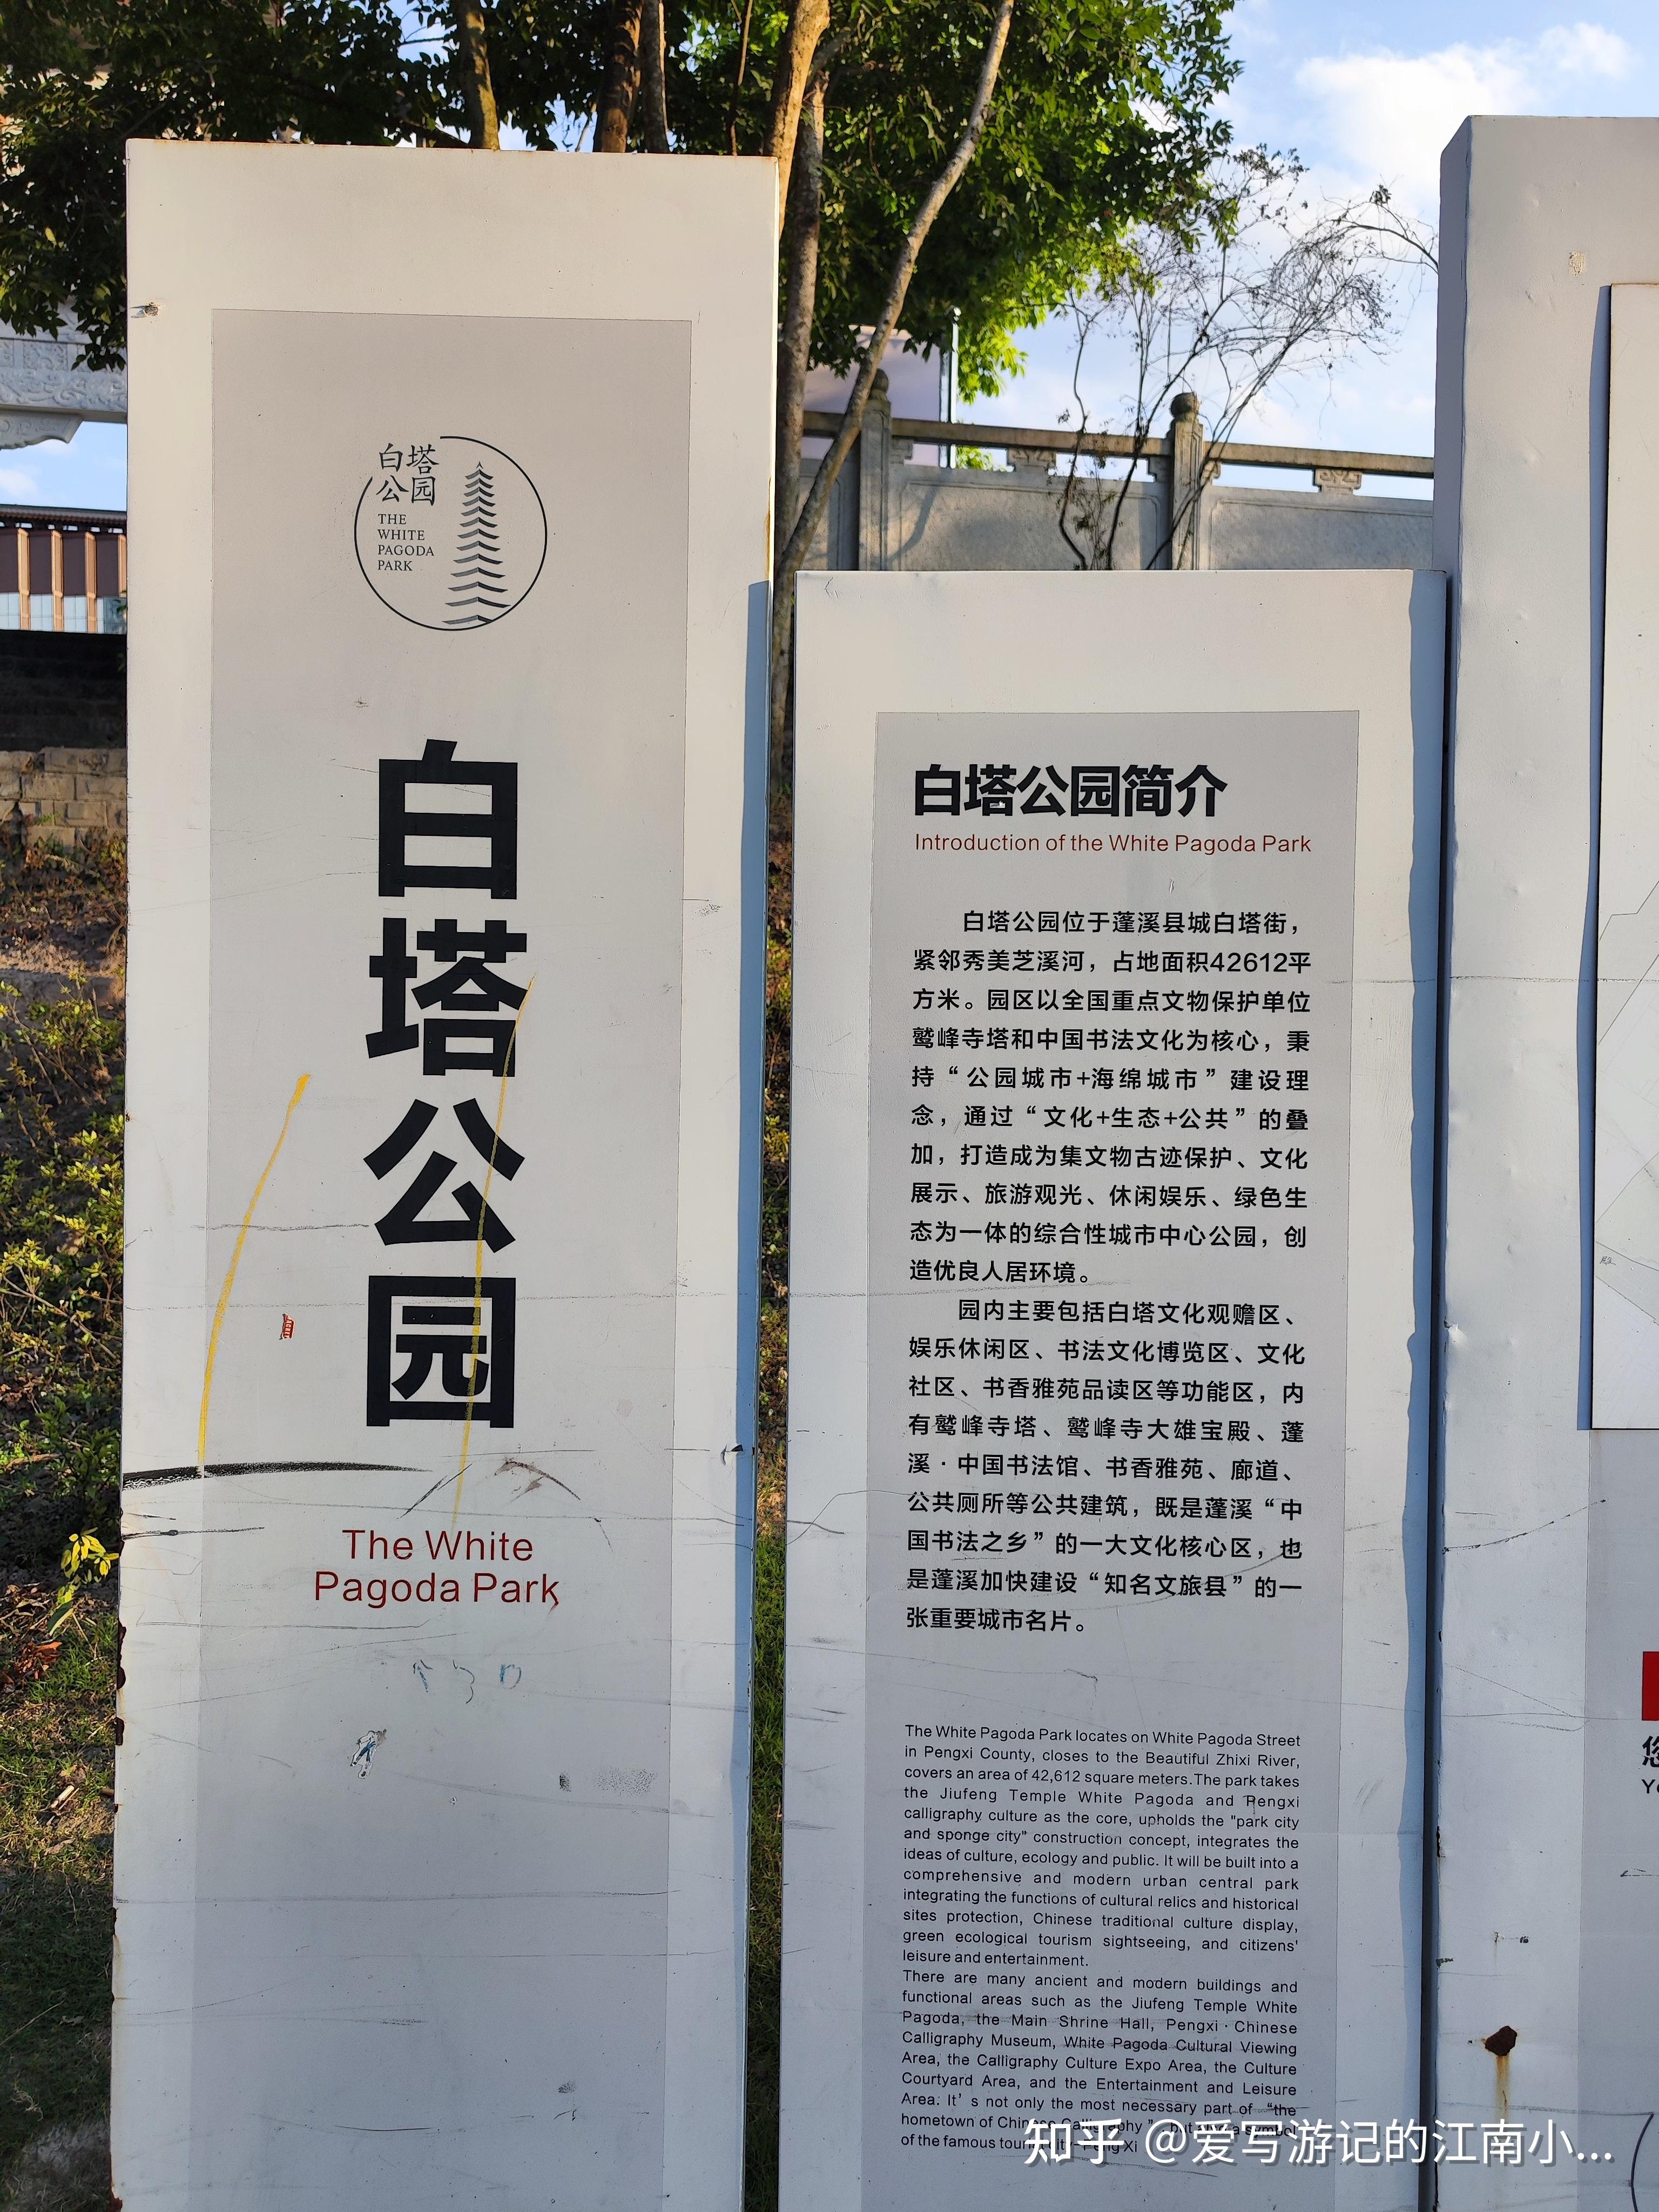 白塔
公园
THE
WHITE
PAGODA
PARK
白塔公园
The White
Pagoda Park
白塔公园简介
Introduction of the White Pagoda Park
白塔公园位于蓬溪县城白塔街，
紧邻秀美芝溪河，占地面积42612平
方米。园区以全国重点文物保护单位
鹫峰寺塔和中国书法文化为核心，秉
持“公园城市+海绵城市”建设理
念，通过“文化+生态+公共”的叠
加，打造成为集文物古迹保护、文化
展示、旅游观光、休闲娱乐、绿色生
态为一体的综合性城市中心公园，创
造优良人居环境。
园内主要包括白塔文化观赡区、
娱乐休闲区、书法文化博览区、文化
社区、书香雅苑品读区等功能区，内
有鹫峰寺塔、鹫峰寺大雄宝殿、蓬
溪·中国书法馆、书香雅苑、廊道、
公共厕所等公共建筑，既是蓬溪“中
国书法之乡”的一大文化核心区，也
是蓬溪加快建设“知名文旅县”的一
张重要城市名片。
The White Pagoda Park locates on White Pagoda Street
in Pengxi County, closes to the Beautiful Zhixi River,
covers an area of 42,612 square meters.The park takes
the Jiufeng Temple White Pagoda and Pengxi
calligraphy culture as the core, upholds the "park city
and sponge city" construction concept, integrates the
ideas of culture, ecology and public. It will be built into a
comprehensive and modern urban central park
integrating the functions of cultural relics and historical
sites protection, Chinese traditional culture display,
green ecological tourism sightseeing, and citizens'
leisure and entertainment.
There are many ancient and modern buildings and
functional areas such as the Jiufeng Temple White
Pagoda, the Main Shrine Hall, Pengxi·Chinese
Calligraphy Museum, White Pagoda Cultural Viewing
Area, the Calligraphy Culture Expo Area, the Culture
Courtyard Area, and the Entertainment and Leisure
Area. It’s not only the most necessary part of “the
hometown of Chinese Calligraphy” but a symbol
of the famous Xi
知乎 @爱写游记的江南小...